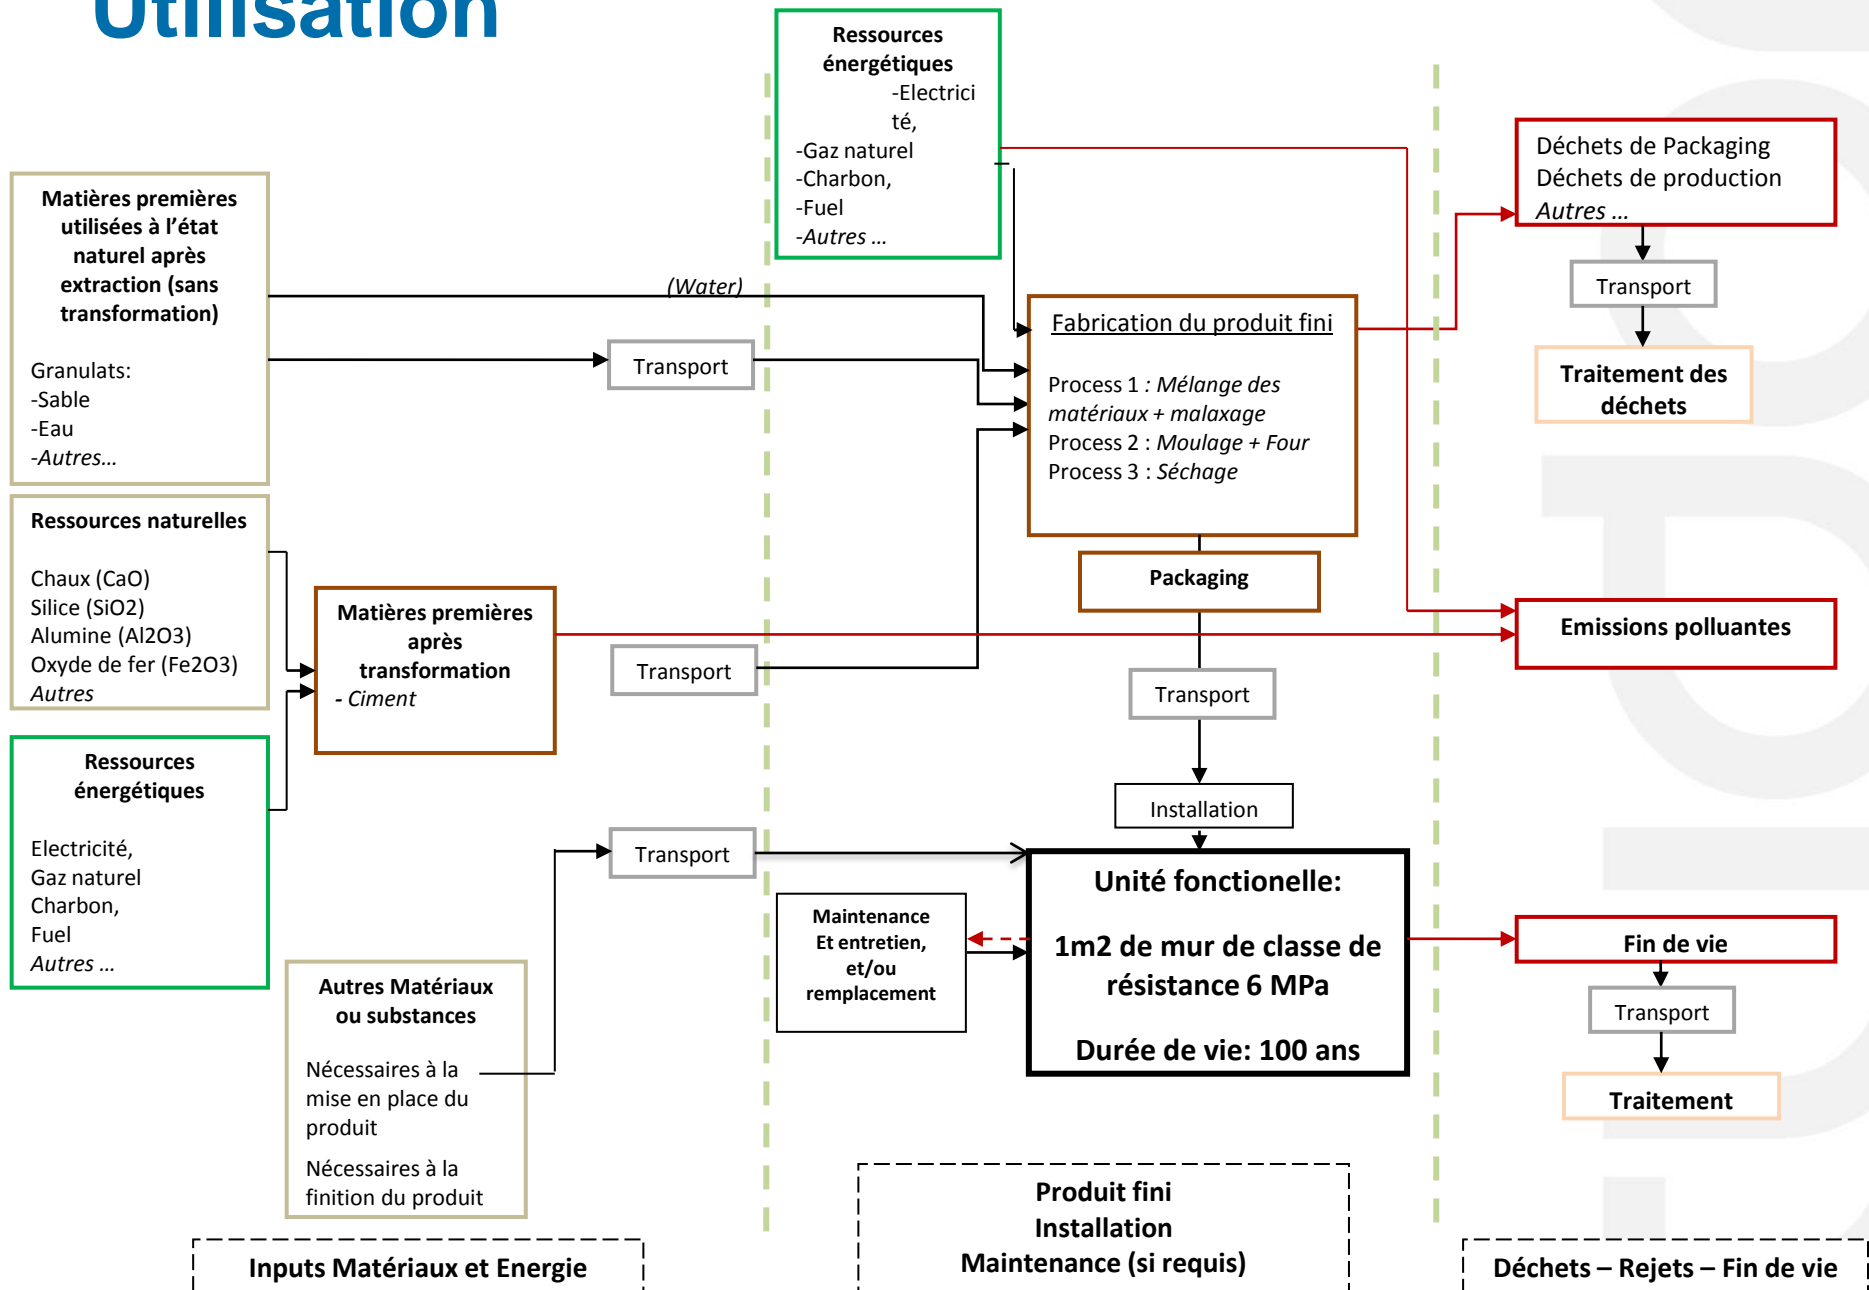 Utilisation
Ressources
énergétiques
-Electrici
té,
-Gaz naturel
-Charbon,
-Fuel
-Autres ...
Matières premières
utilisées à l'état
naturel après
extraction (sans
transformation)
Granulats:
-Sable
-Eau
-Autres...
(Water)
Transport
Fabrication du produit fini
Process 1 : Mélange des
matériaux + malaxage
Process 2 : Moulage + Four
Process 3 : Séchage
Déchets de Packaging
Déchets de production
Autres ...
Transport
Traitement des
déchets
Ressources naturelles
Chaux (CaO)
Silice (SiO2)
Alumine (Al2O3)
Oxyde de fer (Fe2O3)
Autres
Matières premières
après
transformation
- Ciment
Transport
Packaging
Transport
Installation
Emissions polluantes
Ressources
énergétiques
Electricité,
Gaz naturel
Charbon,
Fuel
Autres ...
Transport
Autres Matériaux
ou substances
Nécessaires à la
mise en place du
produit
Nécessaires à la
finition du produit
Maintenance
Et entretien,
et/ou
remplacement
Unité fonctionelle:
1m2 de mur de classe de
résistance 6 MPa
Durée de vie: 100 ans
Fin de vie
Transport
Traitement
Inputs Matériaux et Energie
Produit fini
Installation
Maintenance (si requis)
Déchets – Rejets – Fin de vie